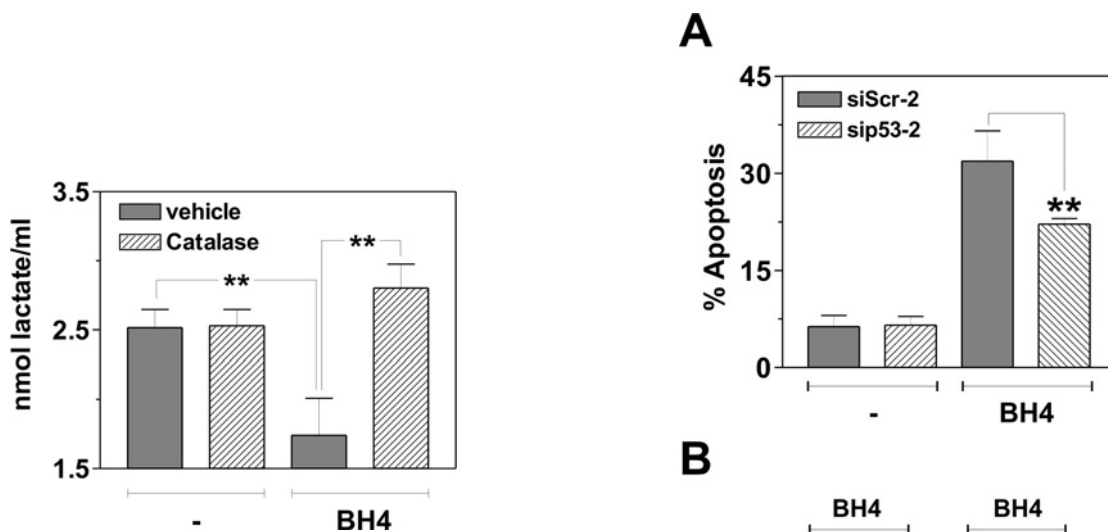 nmol lactate/ml
3.5
2.5
1.5
vehicle
Catalase
**
**
-
BH4
A
% Apoptosis
45
30
15
0
siScr-2
sip53-2
**
-
BH4
B
BH4
BH4